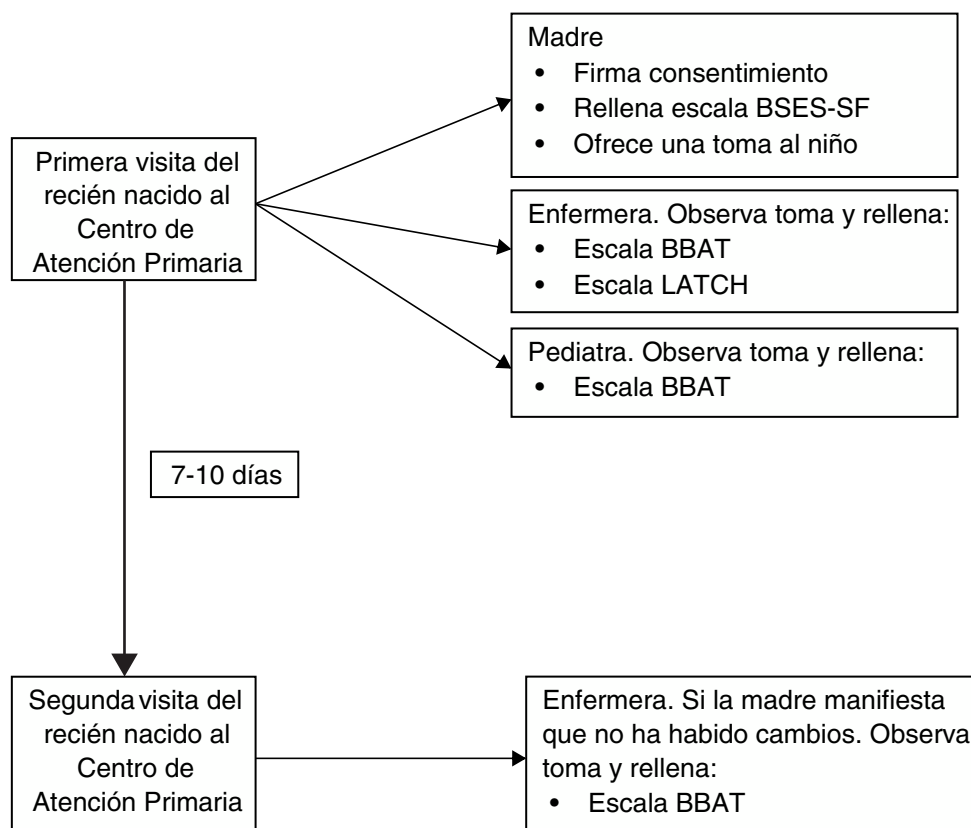 Madre
• Firma consentimiento
• Rellena escala BSES-SF
• Ofrece una toma al niño
Primera visita del
recién nacido al
Centro de
Atención Primaria
Enfermera. Observa toma y rellena:
• Escala BBAT
• Escala LATCH
Pediatra. Observa toma y rellena:
• Escala BBAT
7-10 días
Segunda visita del
recién nacido al
Centro de
Atención Primaria
Enfermera. Si la madre manifiesta
que no ha habido cambios. Observa
toma y rellena:
• Escala BBAT